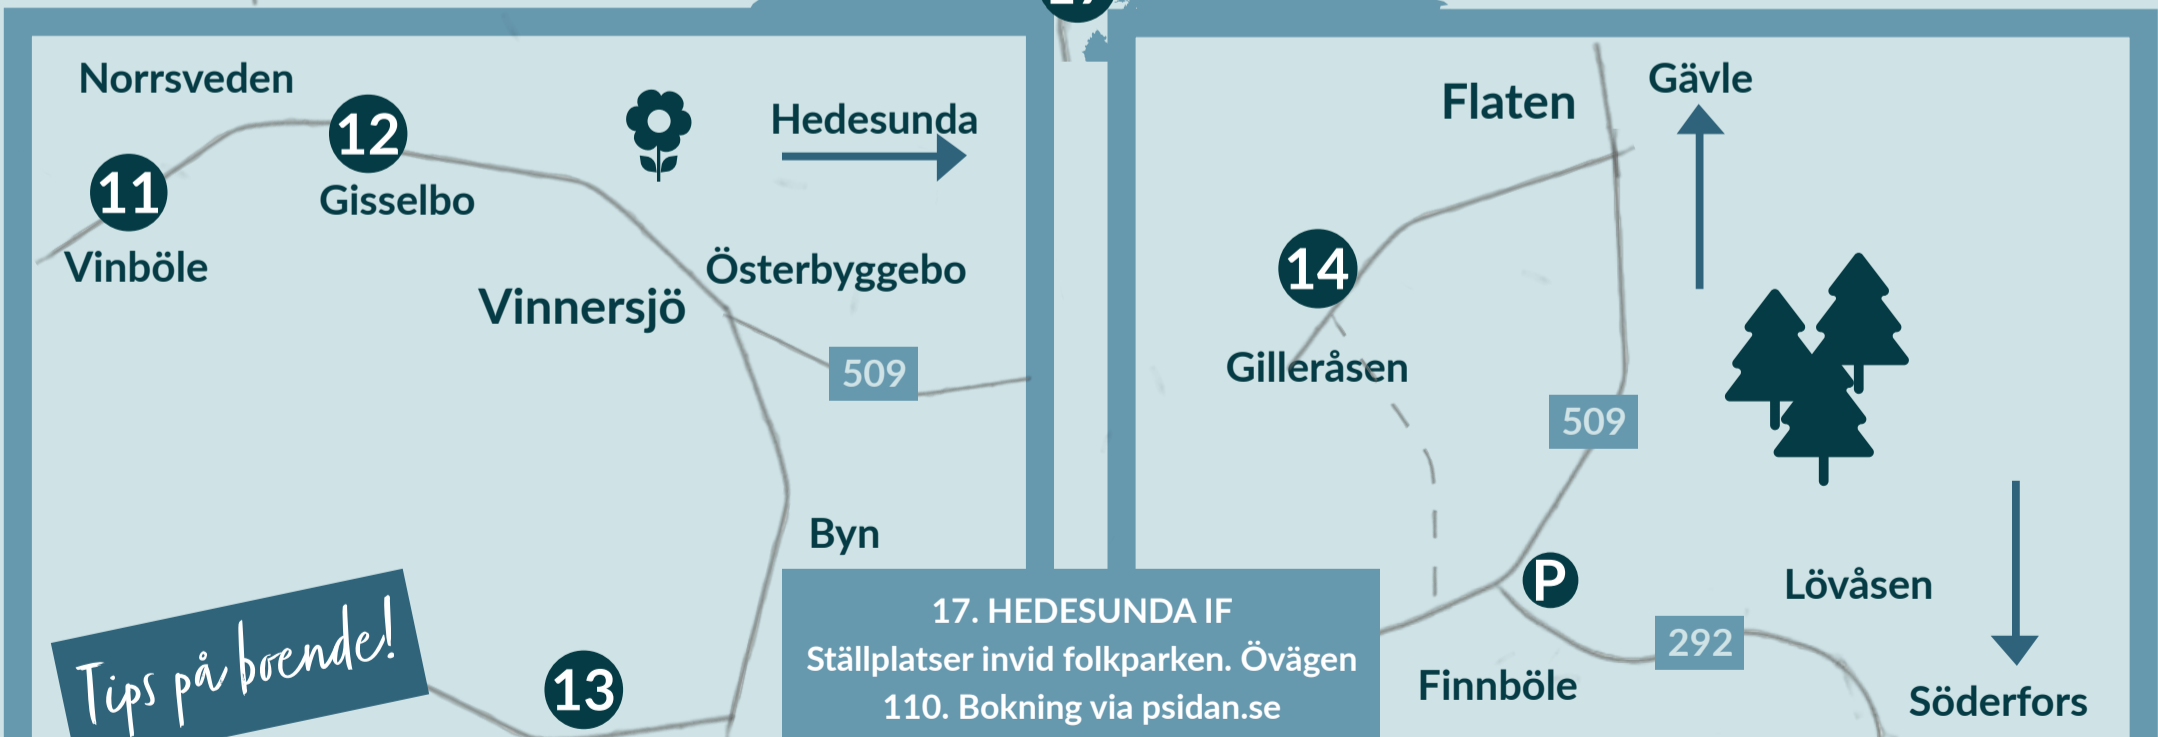 Norrsveden
12
Hedesunda
11
Gisselbo
Vinböle
Österbyggebo
Vinnersjö
509
Byn
Tips på boende!
13
Flaten
Gävle
14
Gilleråsen
509
P
Lövåsen
292
Finnböle
Söderfors
17. HEDESUNDA IF
Ställplatser invid folkparken. Övägen
110. Bokning via psidan.se